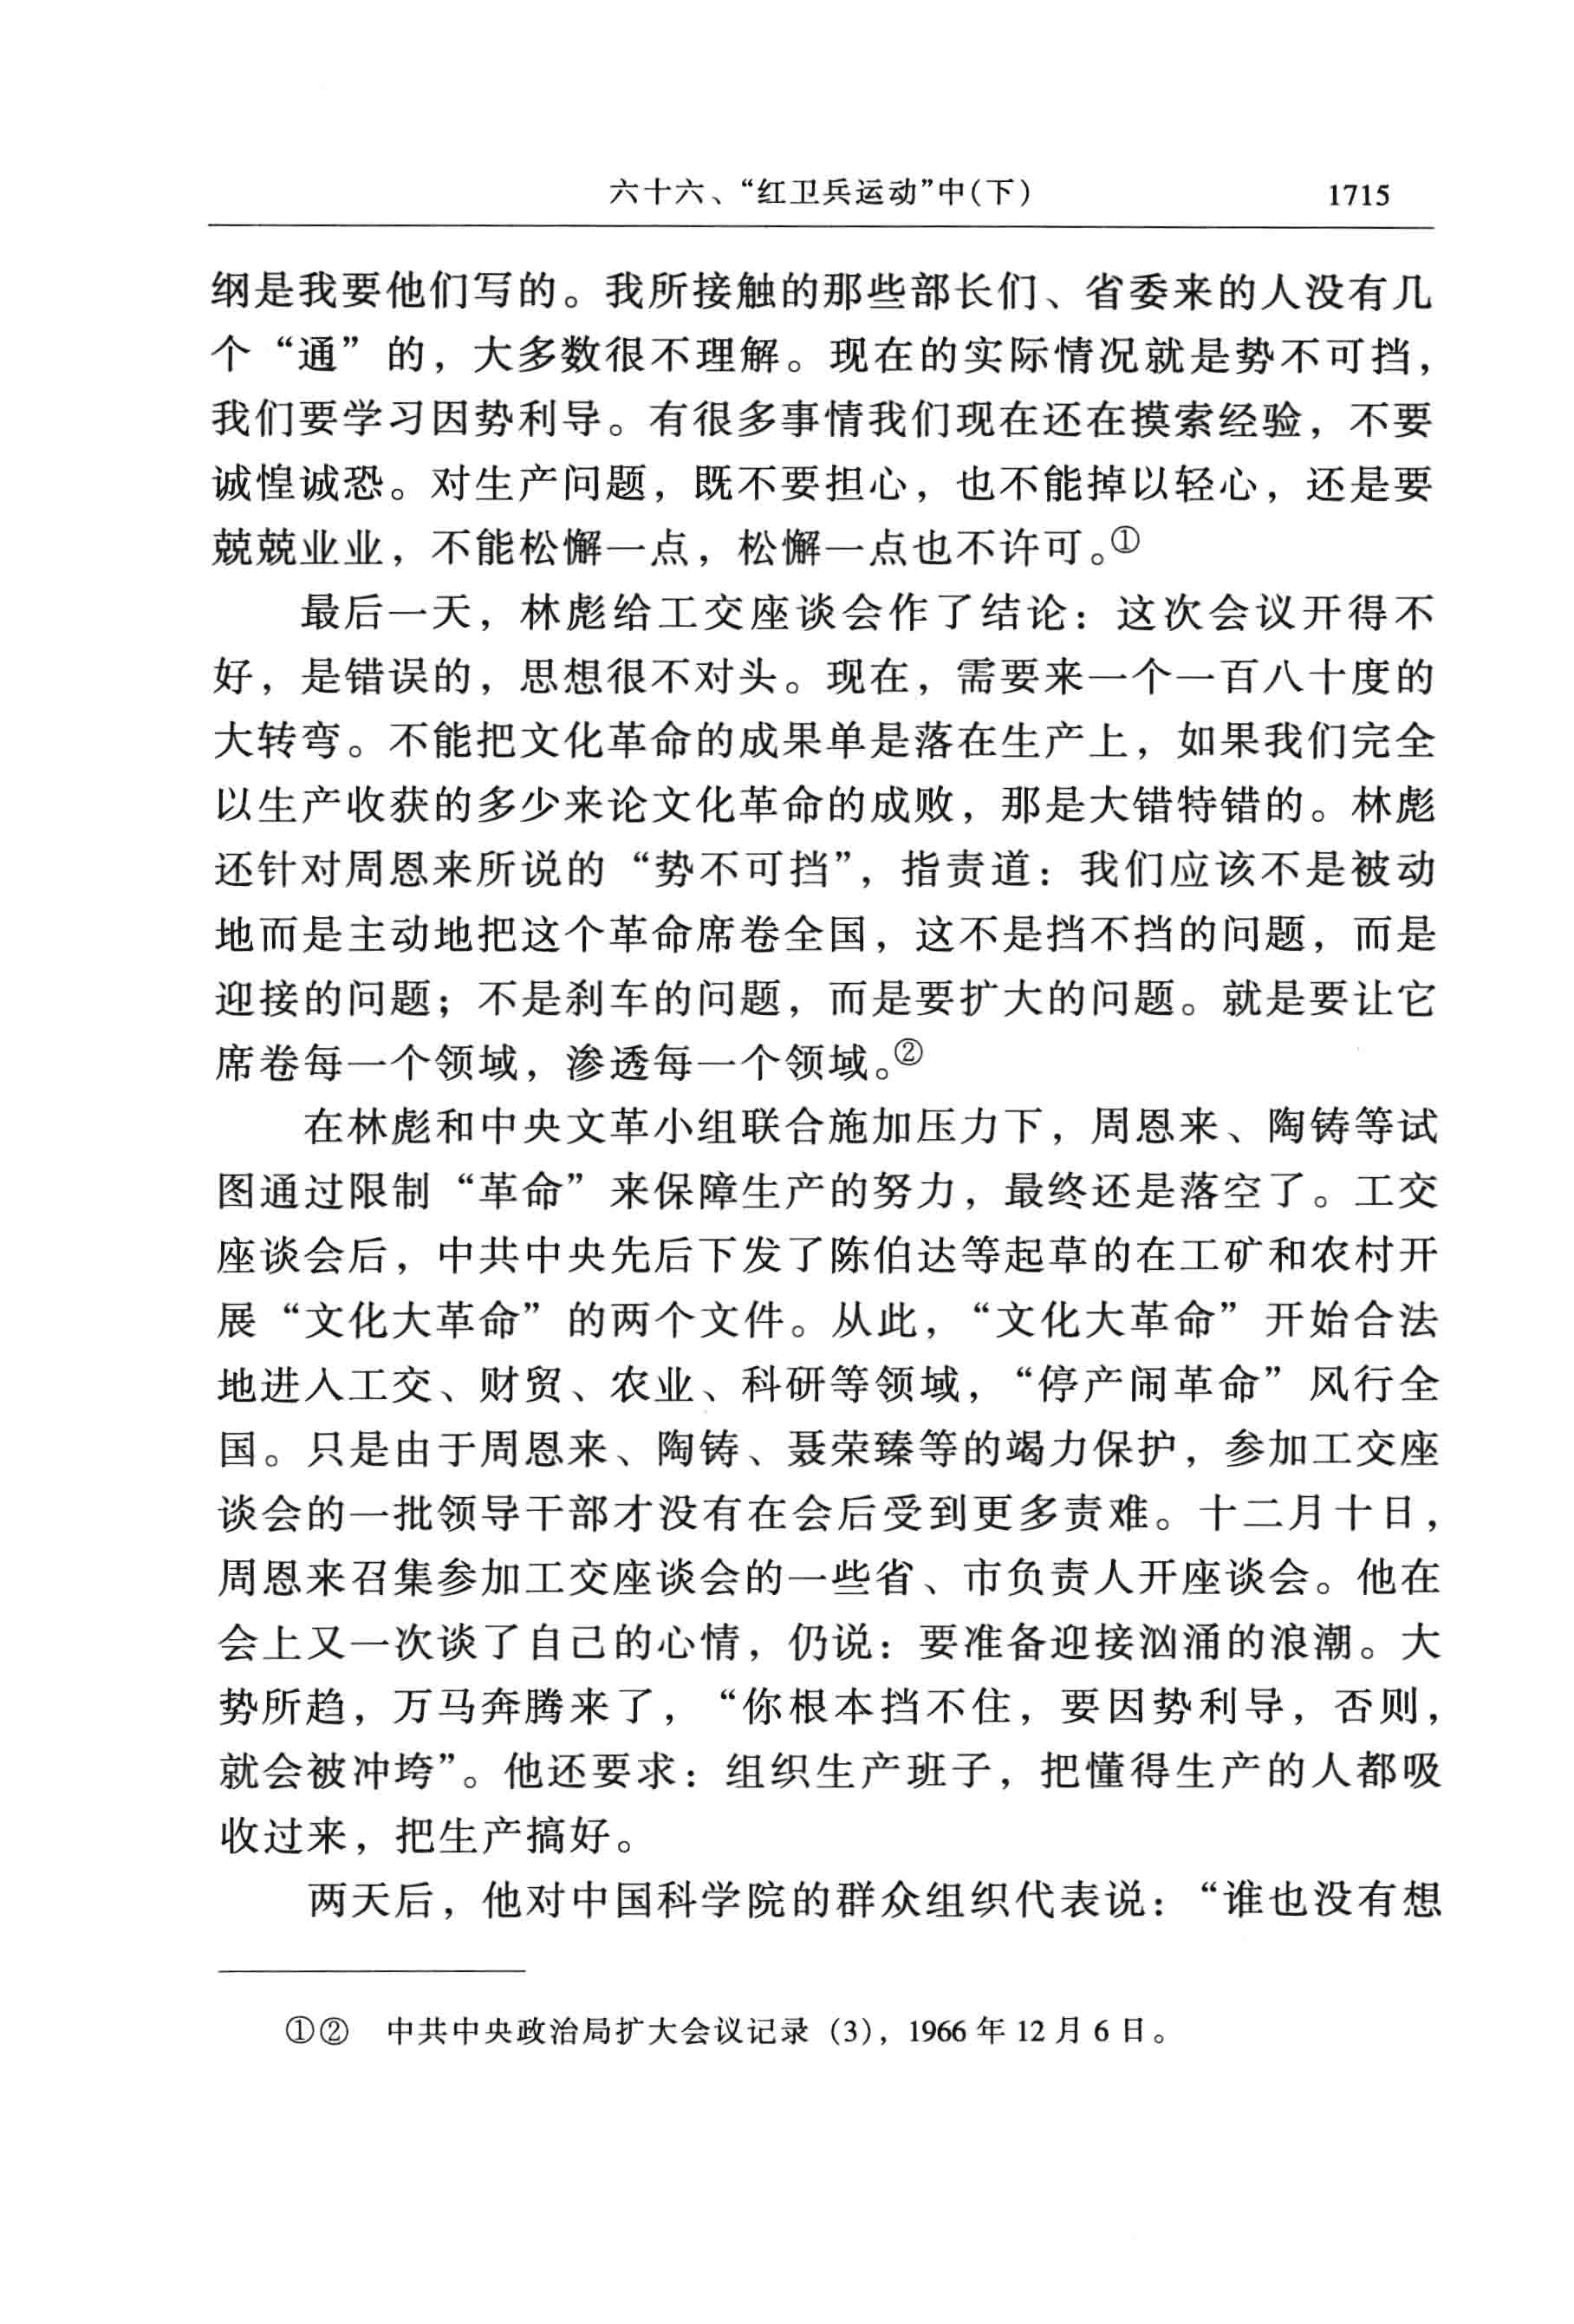 六十六、“红卫兵运动”中(下) 1715
纲是我要他们写的。我所接触的那些部长们、省委来的人没有几
个“通”的，大多数很不理解。现在的实际情况就是势不可挡，
我们要学习因势利导。有很多事情我们现在还在摸索经验，不要
诚惶诚恐。对生产问题，既不要担心，也不能掉以轻心，还是要
兢兢业业，不能松懈一点，松懈一点也不许可。①
最后一天，林彪给工交座谈会作了结论：这次会议开得不
好，是错误的，思想很不对头。现在，需要来一个一百八十度的
大转弯。不能把文化革命的成果单是落在生产上，如果我们完全
以生产收获的多少来论文化革命的成败，那是大错特错的。林彪
还针对周恩来所说的“势不可挡”，指责道：我们应该不是被动
地而是主动地把这个革命席卷全国，这不是挡不挡的问题，而是
迎接的问题；不是刹车的问题，而是要扩大的问题。就是要让它
席卷每一个领域，渗透每一个领域。②
在林彪和中央文革小组联合施加压力下，周恩来、陶铸等试
图通过限制“革命”来保障生产的努力，最终还是落空了。工交
座谈会后，中共中央先后下发了陈伯达等起草的在工矿和农村开
展“文化大革命”的两个文件。从此，“文化大革命”开始合法
地进入工交、财贸、农业、科研等领域，“停产闹革命”风行全
国。只是由于周恩来、陶铸、聂荣臻等的竭力保护，参加工交座
谈会的一批领导干部才没有在会后受到更多责难。十二月十日，
周恩来召集参加工交座谈会的一些省、市负责人开座谈会。他在
会上又一次谈了自己的心情，仍说：要准备迎接汹涌的浪潮。大
势所趋，万马奔腾来了，“你根本挡不住，要因势利导，否则，
就会被冲垮”。他还要求：组织生产班子，把懂得生产的人都吸
收过来，把生产搞好。
两天后，他对中国科学院的群众组织代表说：“谁也没有想
①② 中共中央政治局扩大会议记录（3），1966 年 12 月 6 日。